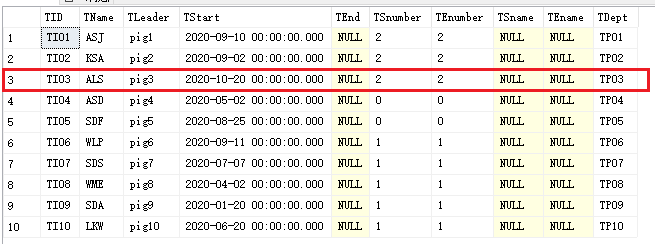 TID TName TLeader TStart TEnd TSnumber TEnumber TSname TEname TDept
1 TI01 ASJ pig1 2020-09-10 00:00:00.000 NULL 2 2 NULL NULL TP01
2 TI02 KSA pig2 2020-09-02 00:00:00.000 NULL 2 2 NULL NULL TP02
3 TI03 ALS pig3 2020-10-20 00:00:00.000 NULL 2 2 NULL NULL TP03
4 TI04 ASD pig4 2020-05-02 00:00:00.000 NULL 0 0 NULL NULL TP04
5 TI05 SDF pig5 2020-08-25 00:00:00.000 NULL 0 0 NULL NULL TP05
6 TI06 WLP pig6 2020-09-11 00:00:00.000 NULL 1 1 NULL NULL TP06
7 TI07 SDS pig7 2020-07-07 00:00:00.000 NULL 1 1 NULL NULL TP07
8 TI08 WME pig8 2020-04-02 00:00:00.000 NULL 1 1 NULL NULL TP08
9 TI09 SDA pig9 2020-01-20 00:00:00.000 NULL 1 1 NULL NULL TP09
10 TI10 LKW pig10 2020-06-20 00:00:00.000 NULL 1 1 NULL NULL TP10